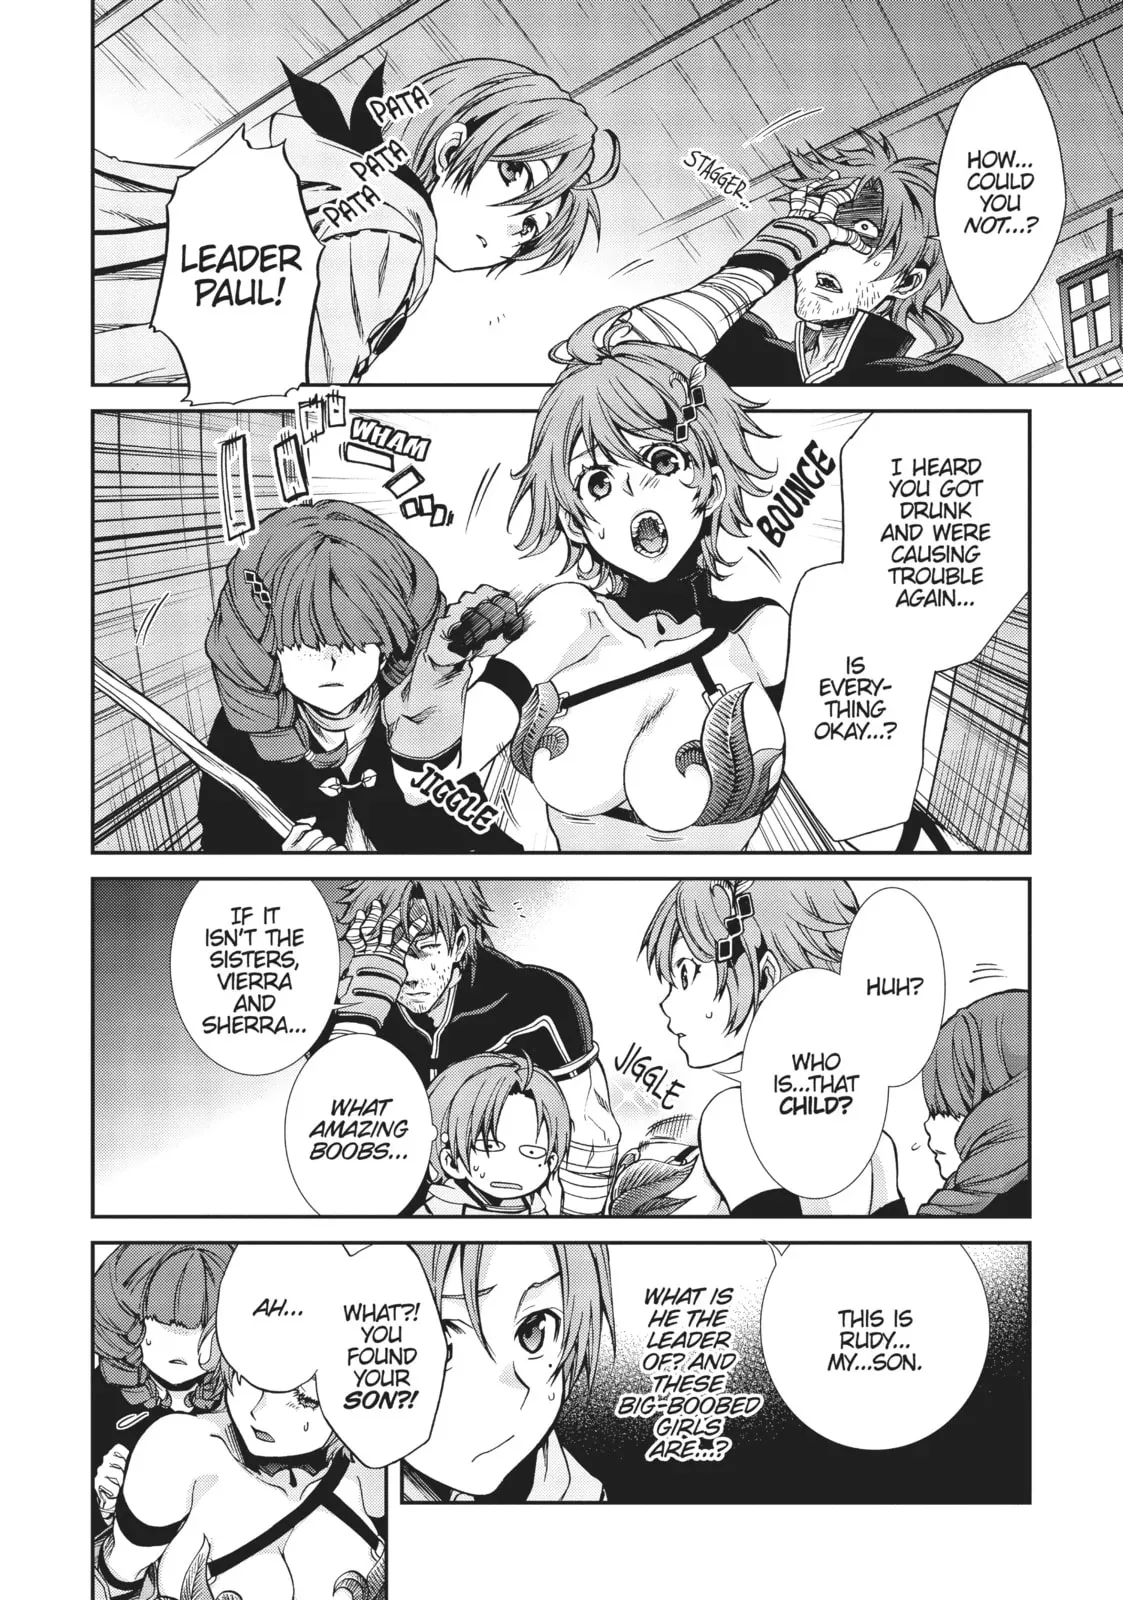 HOW...
COULD
YOU
NOT...?
STAGGER...
PATA
PATA
PATA
PATA
LEADER
PAUL!
I HEARD
YOU GOT
DRUNK
AND WERE
CAUSING
TROUBLE
AGAIN...
IS
EVERY-
THING
OKAY...?
BOUNCE
WHAM
JIGGLE
HUH?
WHO
IS...THAT
CHILD?
JIGGLE
IF IT
ISN'T THE
SISTERS,
VIERRA
AND
SHERRA...
WHAT
AMAZING
BOOBS...
THIS IS
RUDY...
MY...SON.
WHAT IS
HE THE
LEADER
OF? AND
THESE
BIG-BOOBED
GIRLS
ARE...?
WHAT?!
YOU
FOUND
YOUR
SON?!
AH...